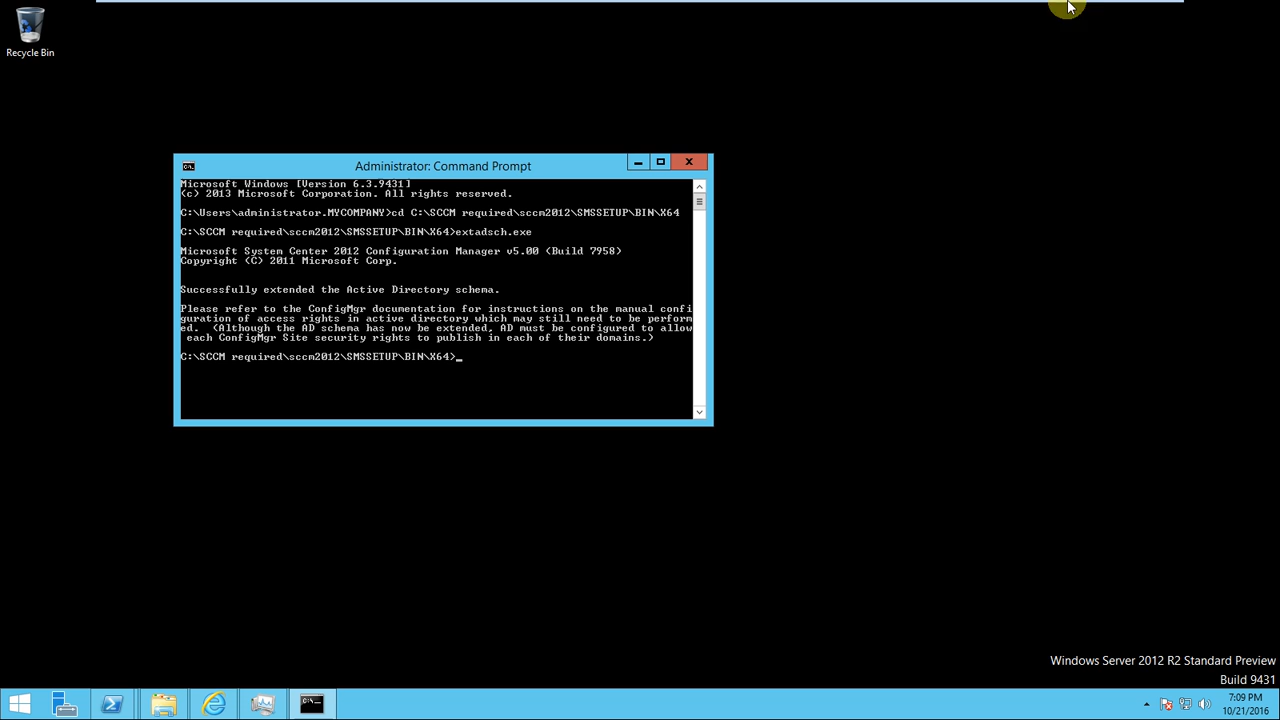 Recycle Bin
Administrator: Command Prompt
Microsoft Windows [Version 6.3.9431]
(c) 2013 Microsoft Corporation. All rights reserved.
C:\Users\administrator.MYCOMPANY>cd C:\SCCM required\sccm2012\SMSSETUP\BIN\X64
C:\SCCM required\sccm2012\SMSSETUP\BIN\X64>extadsch.exe
Microsoft System Center 2012 Configuration Manager v5.00 (Build 7958)
Copyright (C) 2011 Microsoft Corp.
Successfully extended the Active Directory schema.
Please refer to the ConfigMgr documentation for instructions on the manual confi
guration of access rights in active directory which may still need to be perform
ed.  (Although the AD schema has now be extended, AD must be configured to allow
 each ConfigMgr Site security rights to publish in each of their domains.)
C:\SCCM required\sccm2012\SMSSETUP\BIN\X64>_
Windows Server 2012 R2 Standard Preview
Build 9431
7:09 PM
10/21/2016